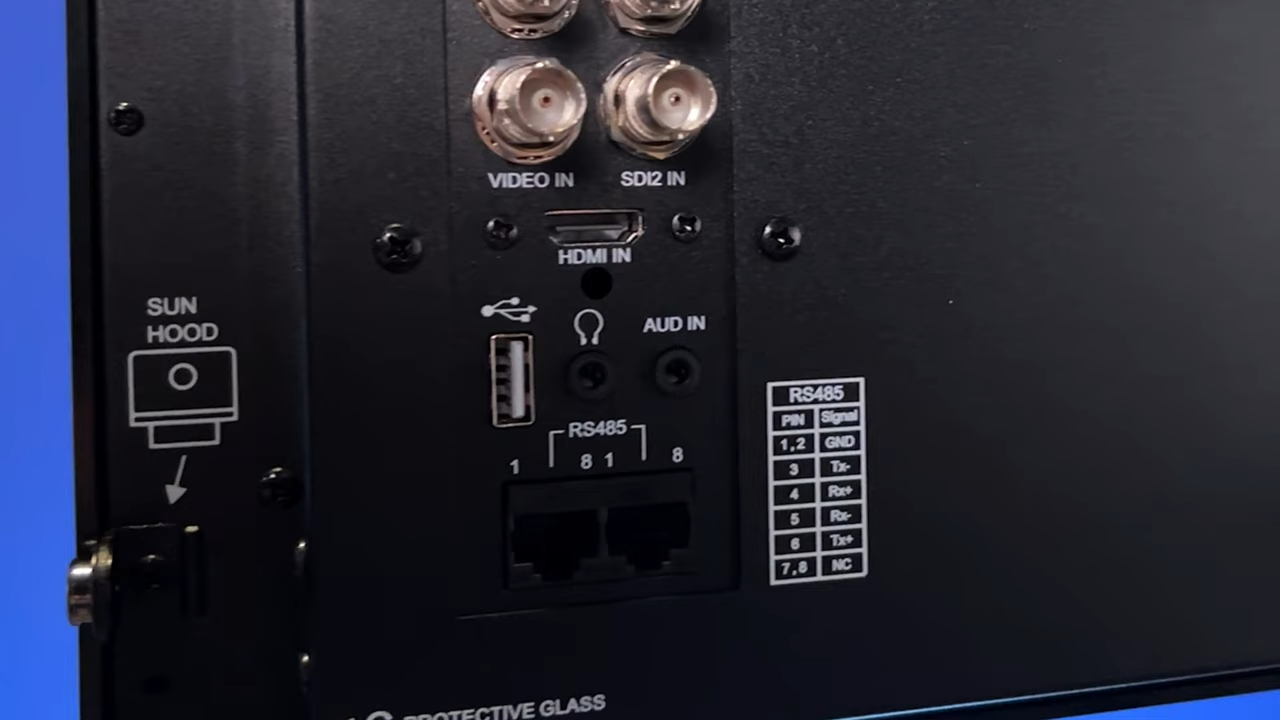 VIDEO IN SDI2 IN
HDMI IN
SUN
HOOD
AUD IN
RS485
1 8 1 8
RS485
PIN Signal
1,2 GND
3 Tx-
4 Rx+
5 Rx-
6 Tx+
7,8 NC
PROTECTIVE GLASS